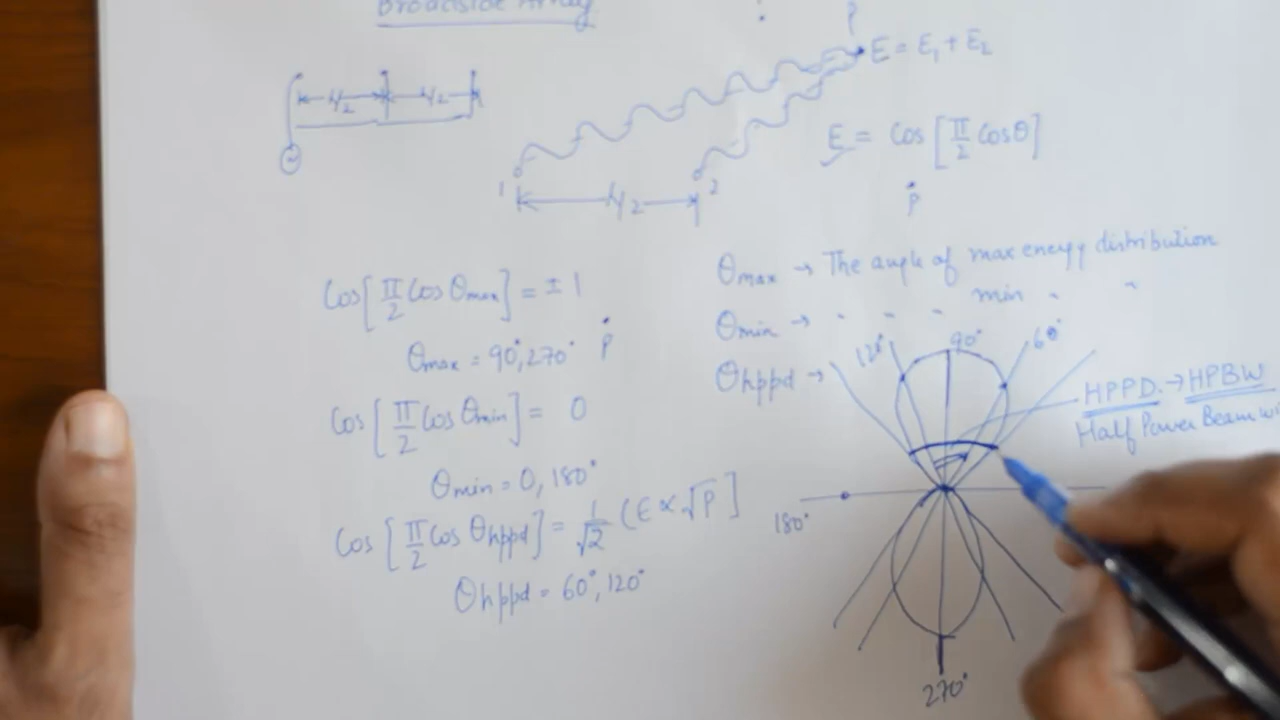 Broadside Array
λ/2 λ/2
P
E = E₁ + E₂
E = Cos [π/2 Cosθ]
1 λ/2 2
P
Cos[π/2 Cos θmax] = ± 1
θmax = 90°, 270° P
Cos [π/2 Cos θmin] = 0
θmin = 0, 180°
Cos [π/2 Cos θhppd] = 1/√2 (E ∝ √P]
θhppd = 60°, 120°
θmax → The angle of max energy distribution
θmin → " " " min " "
θhppd →
120° 90° 60°
HPPD → HPBW
Half Power Beam
180°
270°